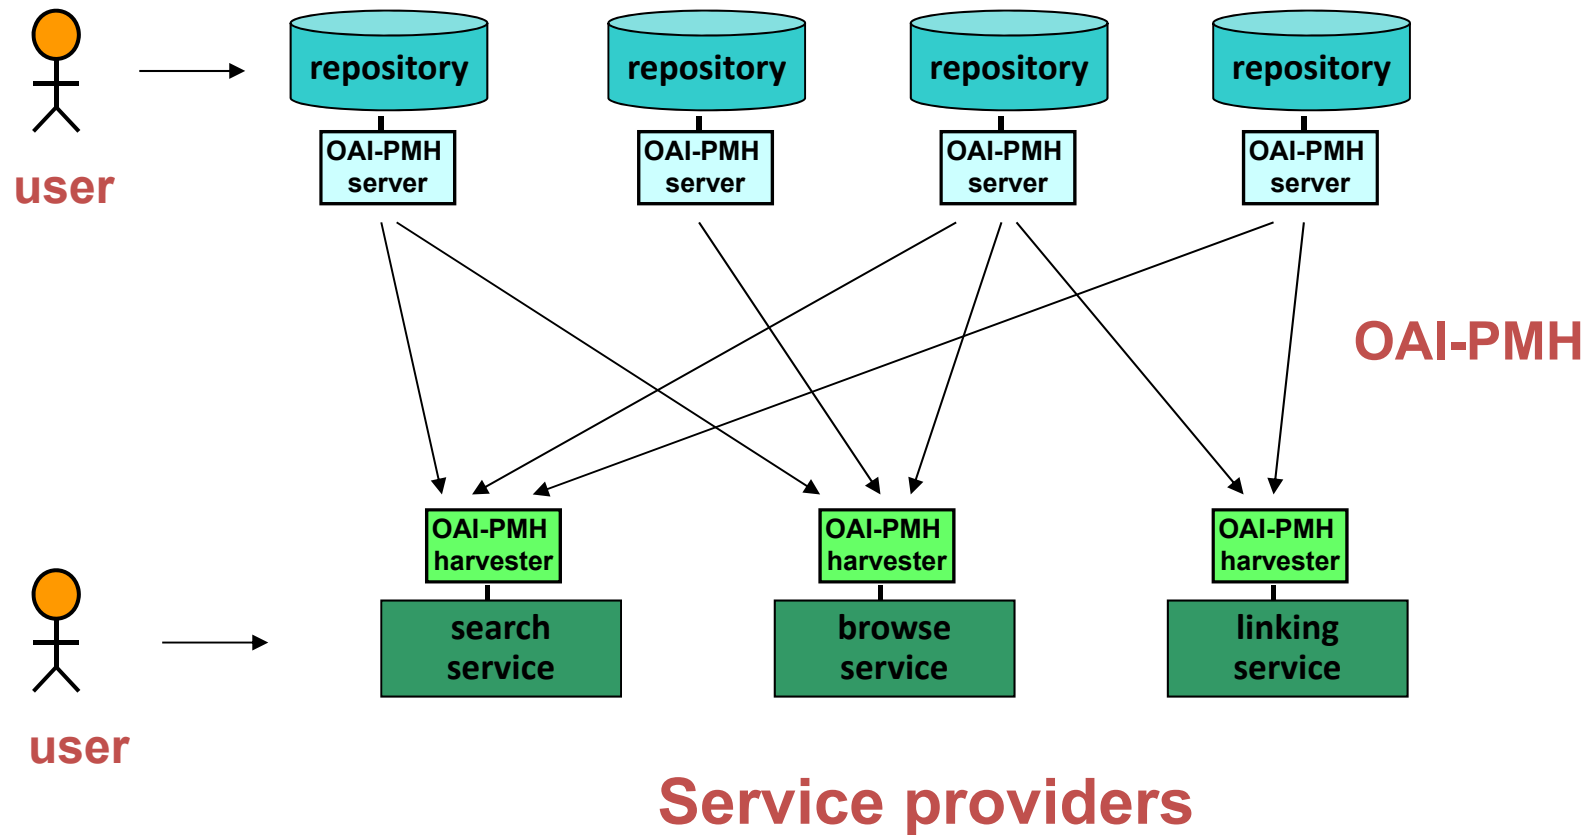 repository
repository
repository
repository
OAI-PMH
server
OAI-PMH
server
OAI-PMH
server
OAI-PMH
server
user
OAI-PMH
OAI-PMH
harvester
OAI-PMH
harvester
OAI-PMH
harvester
search
service
browse
service
linking
service
user
Service providers